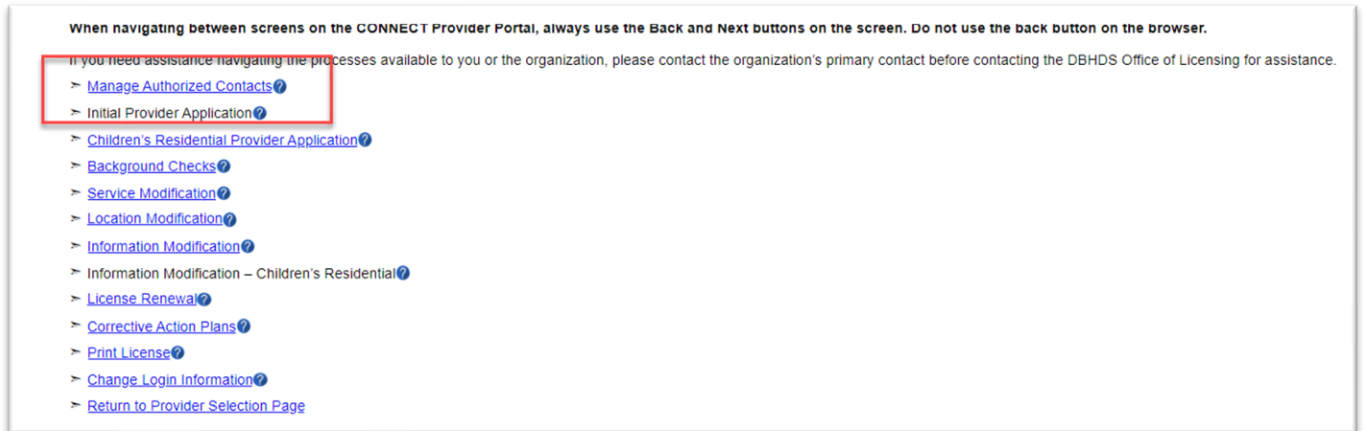 When navigating between screens on the CONNECT Provider Portal, always use the Back and Next buttons on the screen. Do not use the back button on the browser.
If you need assistance navigating the processes available to you or the organization, please contact the organization's primary contact before contacting the DBHDS Office of Licensing for assistance.
➣ Manage Authorized Contacts?
➣ Initial Provider Application?
➣ Children's Residential Provider Application?
➣ Background Checks?
➣ Service Modification?
➣ Location Modification?
➣ Information Modification?
➣ Information Modification – Children's Residential?
➣ License Renewal?
➣ Corrective Action Plans?
➣ Print License?
➣ Change Login Information?
➣ Return to Provider Selection Page